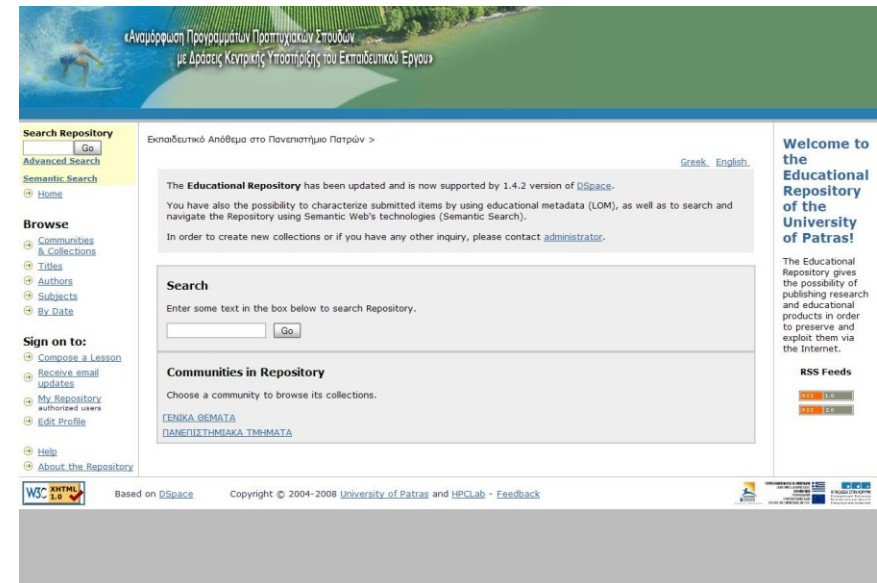 «Αναμόρφωση Προγραμμάτων Προπτυχιακών Σπουδών
με Δράσεις Κεντρικής Υποστήριξης του Εκπαιδευτικού Έργου»
Search Repository
Go
Advanced Search
Semantic Search
Home
Browse
Communities
& Collections
Titles
Authors
Subjects
By Date
Sign on to:
Compose a Lesson
Receive email
updates
My Repository
authorized users
Edit Profile
Help
About the Repository
Εκπαιδευτικό Απόθεμα στο Πανεπιστήμιο Πατρών >
Greek English
The Educational Repository has been updated and is now supported by 1.4.2 version of DSpace.
You have also the possibility to characterize submitted items by using educational metadata (LOM), as well as to search and
navigate the Repository using Semantic Web's technologies (Semantic Search).
In order to create new collections or if you have any other inquiry, please contact administrator.
Search
Enter some text in the box below to search Repository.
Go
Communities in Repository
Choose a community to browse its collections.
ΓΕΝΙΚΑ ΘΕΜΑΤΑ
ΠΑΝΕΠΙΣΤΗΜΙΑΚΑ ΤΜΗΜΑΤΑ
Welcome to
the
Educational
Repository
of the
University
of Patras!
The Educational
Repository gives
the possibility of
publishing research
and educational
products in order
to preserve and
exploit them via
the Internet.
RSS Feeds
RSS 1.0
RSS 2.0
W3C XHTML 1.0
Based on DSpace
Copyright © 2004-2008 University of Patras and HPCLab - Feedback